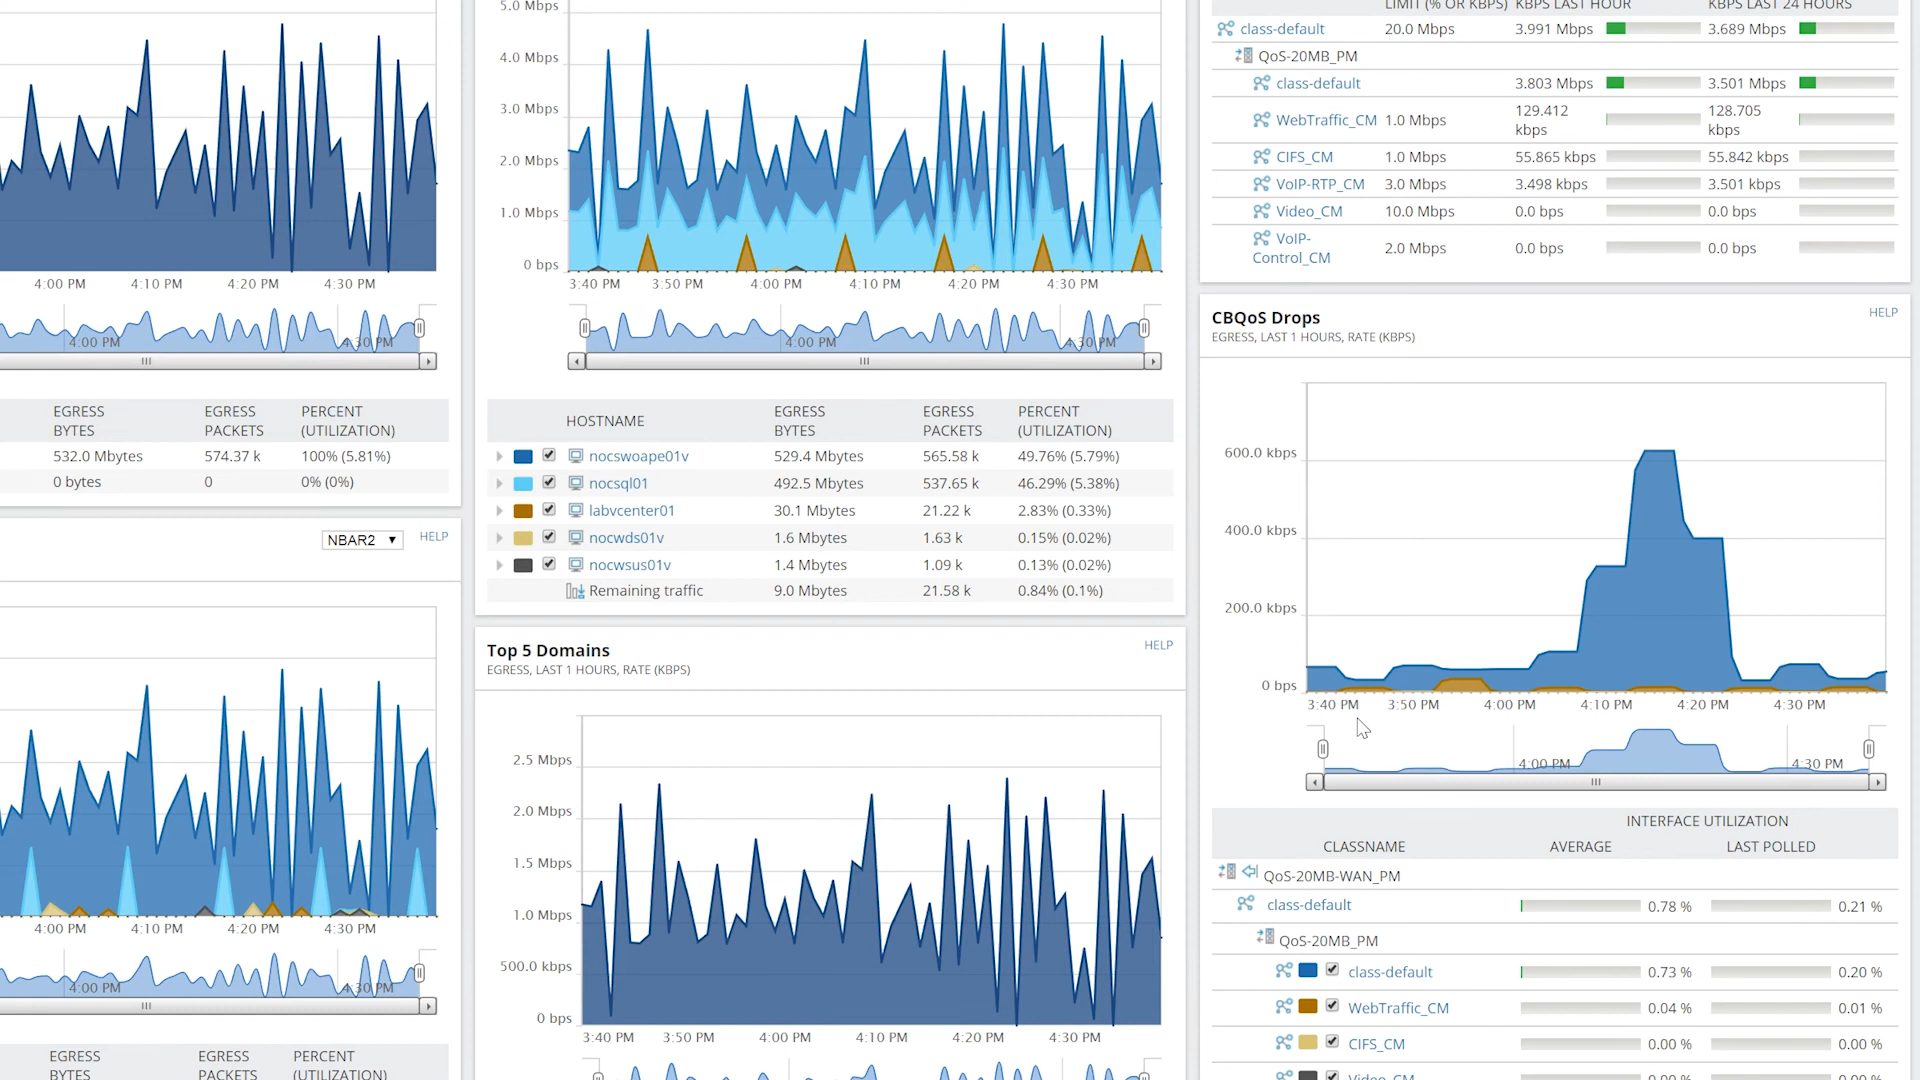 4:00 PM 4:10 PM 4:20 PM 4:30 PM
4:00 PM 4:30 PM
EGRESS BYTES EGRESS PACKETS PERCENT (UTILIZATION)
532.0 Mbytes 574.37 k 100% (5.81%)
0 bytes 0 0% (0%)
NBAR2 HELP
4:00 PM 4:10 PM 4:20 PM 4:30 PM
4:00 PM 4:30 PM
EGRESS BYTES EGRESS PACKETS PERCENT (UTILIZATION)
5.0 Mbps
4.0 Mbps
3.0 Mbps
2.0 Mbps
1.0 Mbps
0 bps
3:40 PM 3:50 PM 4:00 PM 4:10 PM 4:20 PM 4:30 PM
4:00 PM 4:30 PM
HOSTNAME EGRESS BYTES EGRESS PACKETS PERCENT (UTILIZATION)
nocswoape01v 529.4 Mbytes 565.58 k 49.76% (5.79%)
nocsql01 492.5 Mbytes 537.65 k 46.29% (5.38%)
labvcenter01 30.1 Mbytes 21.22 k 2.83% (0.33%)
nocwds01v 1.6 Mbytes 1.63 k 0.15% (0.02%)
nocwsus01v 1.4 Mbytes 1.09 k 0.13% (0.02%)
Remaining traffic 9.0 Mbytes 21.58 k 0.84% (0.1%)
Top 5 Domains HELP
EGRESS, LAST 1 HOURS, RATE (KBPS)
2.5 Mbps
2.0 Mbps
1.5 Mbps
1.0 Mbps
500.0 kbps
0 bps
3:40 PM 3:50 PM 4:00 PM 4:10 PM 4:20 PM 4:30 PM
LIMIT (% OR KBPS) KBPS LAST HOUR KBPS LAST 24 HOURS
class-default 20.0 Mbps 3.991 Mbps 3.689 Mbps
QoS-20MB_PM
class-default 3.803 Mbps 3.501 Mbps
WebTraffic_CM 1.0 Mbps 129.412 kbps 128.705 kbps
CIFS_CM 1.0 Mbps 55.865 kbps 55.842 kbps
VoIP-RTP_CM 3.0 Mbps 3.498 kbps 3.501 kbps
Video_CM 10.0 Mbps 0.0 bps 0.0 bps
VoIP-Control_CM 2.0 Mbps 0.0 bps 0.0 bps
CBQoS Drops HELP
EGRESS, LAST 1 HOURS, RATE (KBPS)
600.0 kbps
400.0 kbps
200.0 kbps
0 bps
3:40 PM 3:50 PM 4:00 PM 4:10 PM 4:20 PM 4:30 PM
4:00 PM 4:30 PM
INTERFACE UTILIZATION
CLASSNAME AVERAGE LAST POLLED
QoS-20MB-WAN_PM
class-default 0.78 % 0.21 %
QoS-20MB_PM
class-default 0.73 % 0.20 %
WebTraffic_CM 0.04 % 0.01 %
CIFS_CM 0.00 % 0.00 %
Video_CM 0.00 % 0.00 %